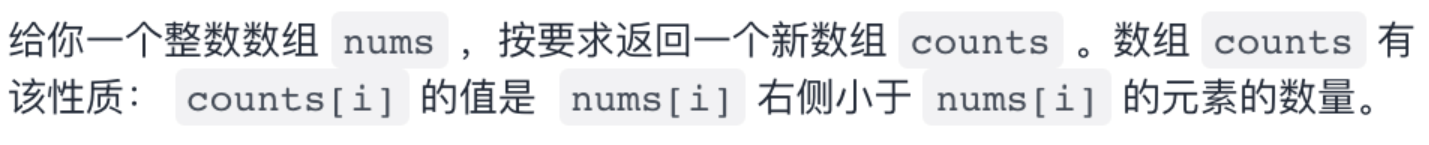 给你一个整数数组 nums ，按要求返回一个新数组 counts 。数组 counts 有
该性质： counts[i] 的值是 nums[i] 右侧小于 nums[i] 的元素的数量。